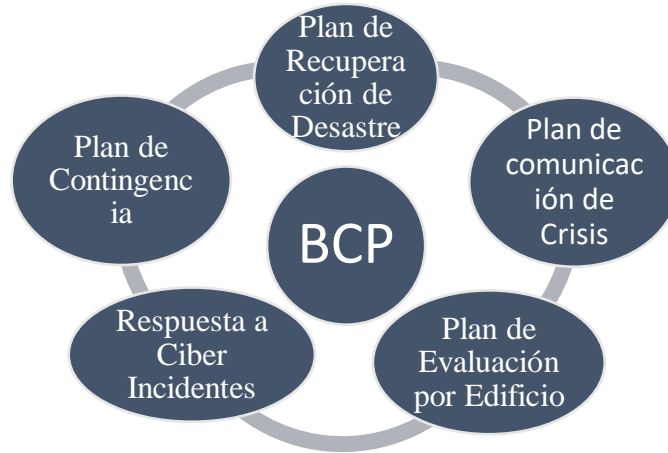 Plan de
Recupera
ción de
Desastre
Plan de
comunicac
ión de
Crisis
Plan de
Evaluación
por Edificio
Respuesta a
Ciber
Incidentes
Plan de
Contingenc
ia
BCP